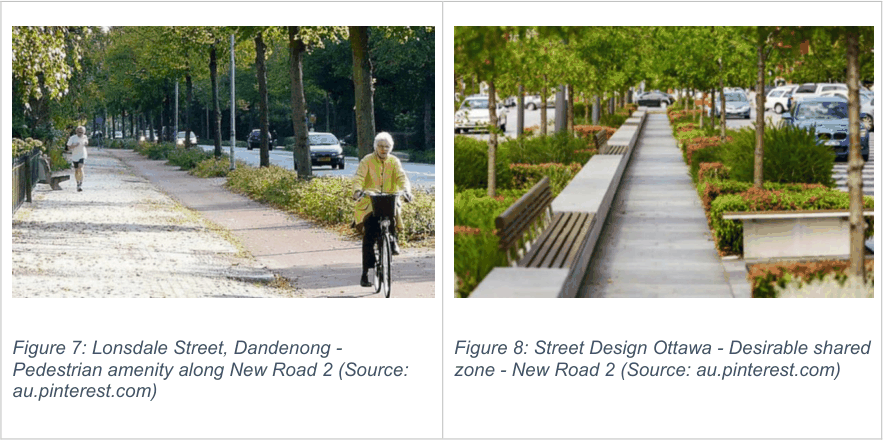 Figure 7: Lonsdale Street, Dandenong -
Pedestrian amenity along New Road 2 (Source:
au.pinterest.com)
Figure 8: Street Design Ottawa - Desirable shared
zone - New Road 2 (Source: au.pinterest.com)